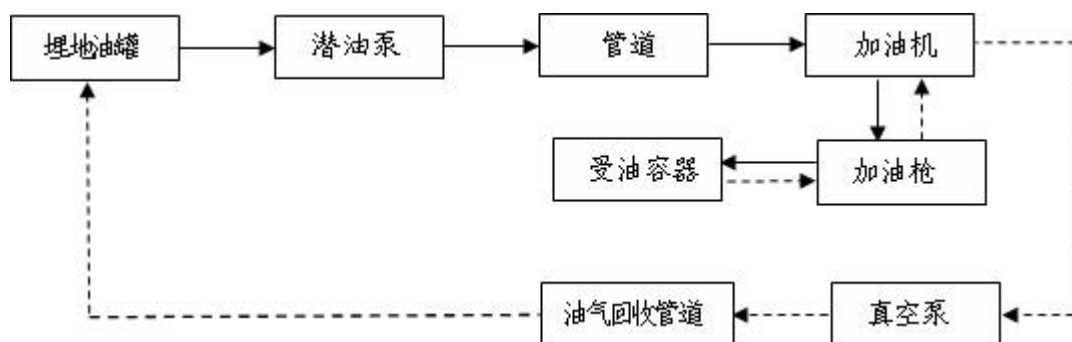 埋地油罐
潜油泵
管道
加油机
受油容器
加油枪
油气回收管道
真空泵